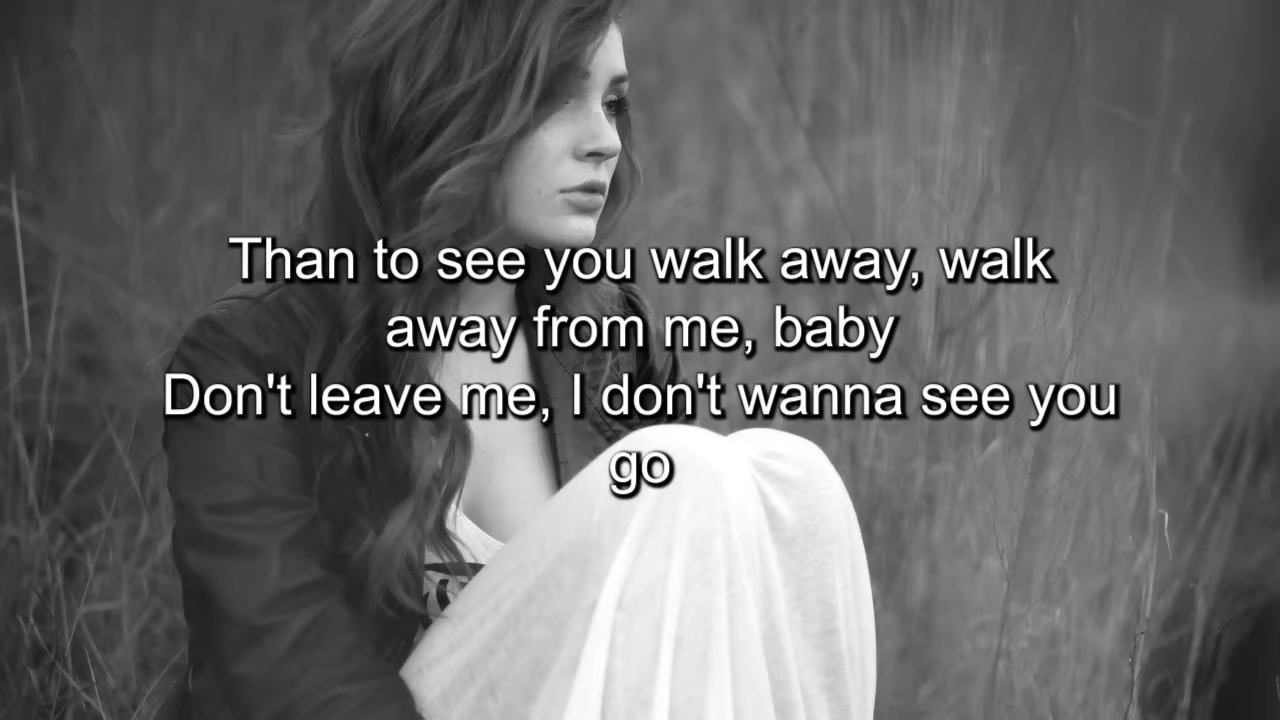 Than to see you walk away, walk
away from me, baby
Don't leave me, I don't wanna see you
go